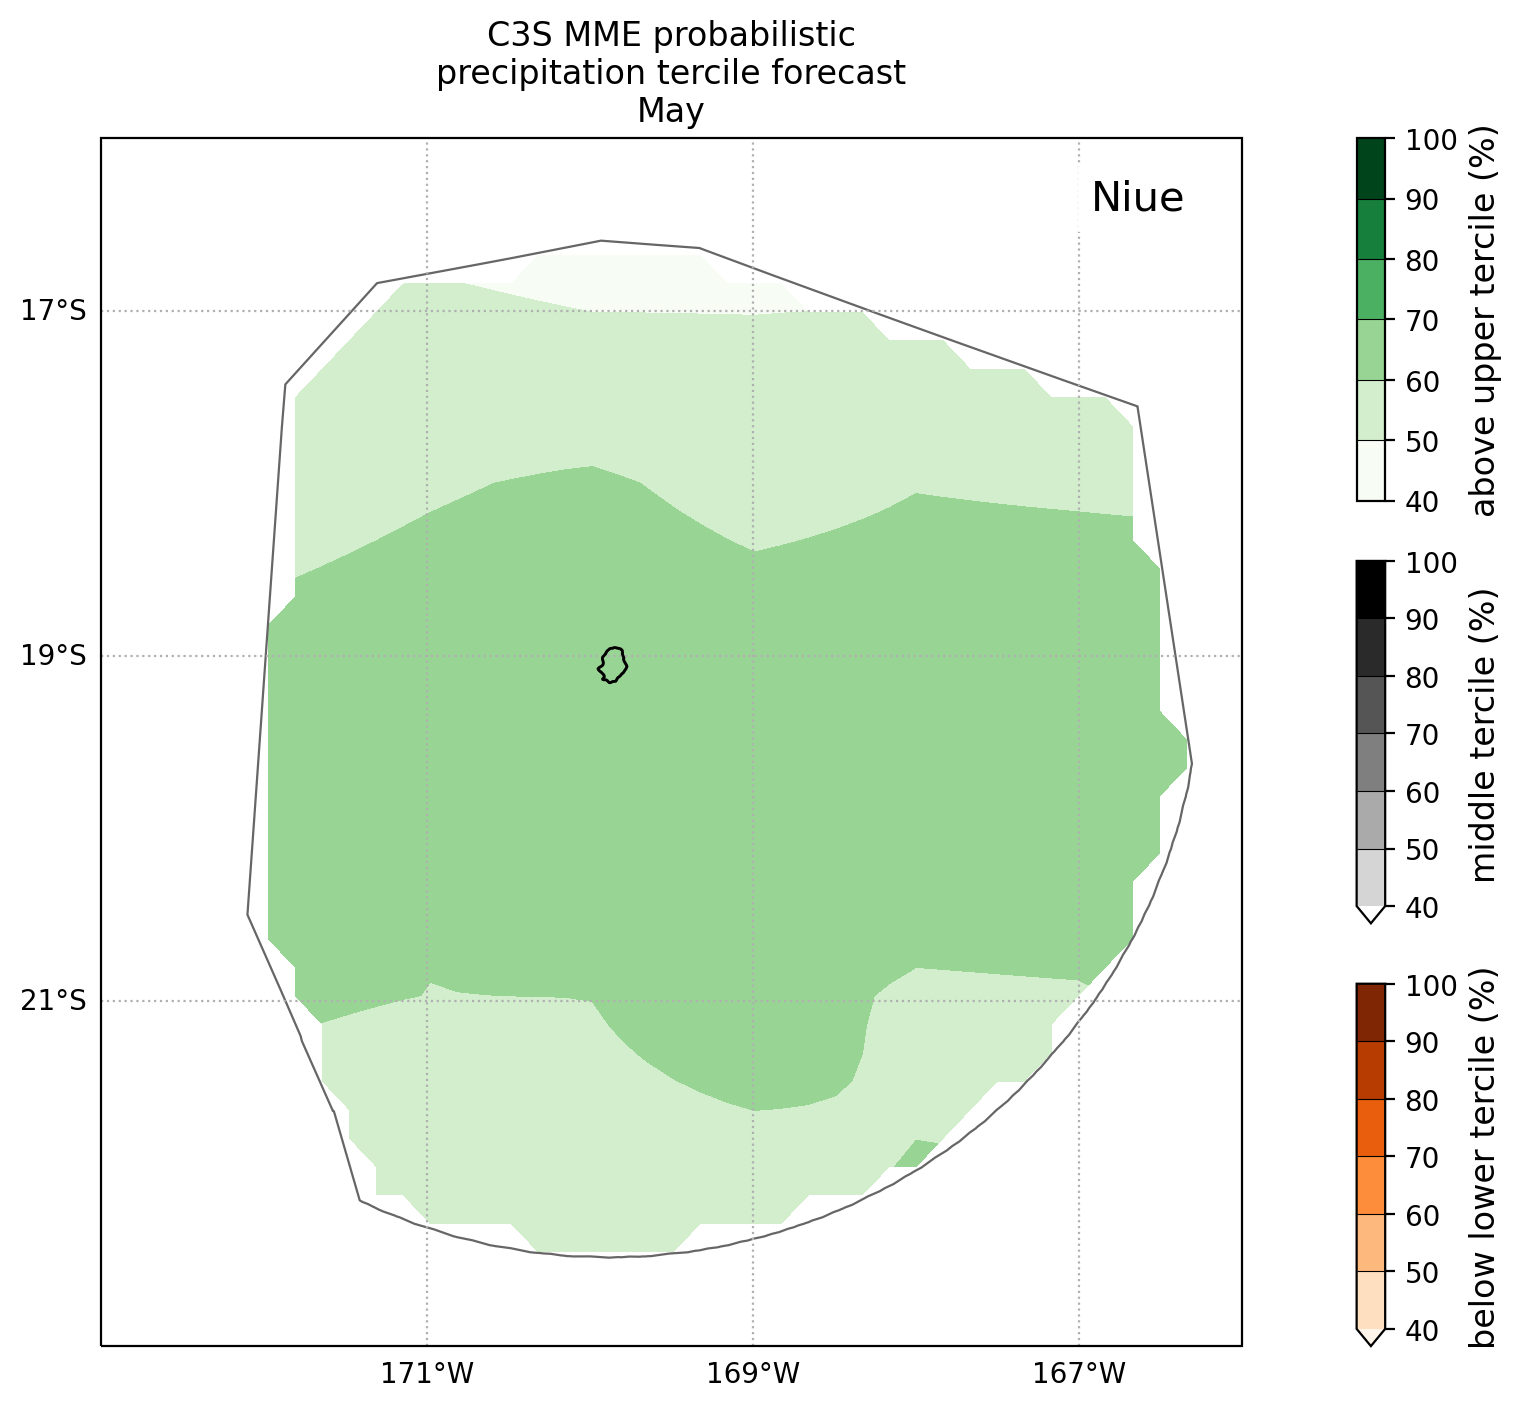 C3S MME probabilistic
precipitation tercile forecast
May
Niue
17°S
19°S
21°S
171°W
169°W
167°W
100
90
80
70
60
50
40
above upper tercile (%)
100
90
80
70
60
50
40
middle tercile (%)
100
90
80
70
60
50
40
below lower tercile (%)